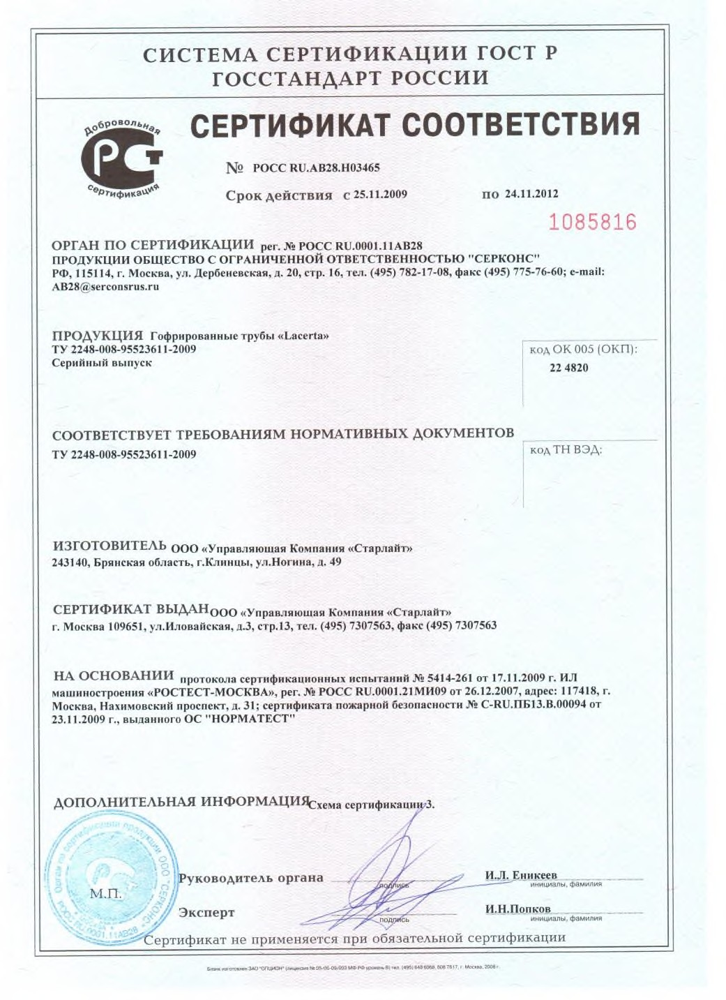 СИСТЕМА СЕРТИФИКАЦИИ ГОСТ Р
ГОССТАНДАРТ РОССИИ
Добровольная
РСТ
сертификация
СЕРТИФИКАТ СООТВЕТСТВИЯ
№ РОСС RU.АВ28.Н03465
Срок действия с 25.11.2009 по 24.11.2012
1085816
ОРГАН ПО СЕРТИФИКАЦИИ рег. № РОСС RU.0001.11АВ28
ПРОДУКЦИИ ОБЩЕСТВО С ОГРАНИЧЕННОЙ ОТВЕТСТВЕННОСТЬЮ "СЕРКОНС"
РФ, 115114, г. Москва, ул. Дербеневская, д. 20, стр. 16, тел. (495) 782-17-08, факс (495) 775-76-60; e-mail:
AB28@serconsrus.ru
ПРОДУКЦИЯ Гофрированные трубы «Lacerta»
ТУ 2248-008-95523611-2009
Серийный выпуск
код ОК 005 (ОКП):
22 4820
СООТВЕТСТВУЕТ ТРЕБОВАНИЯМ НОРМАТИВНЫХ ДОКУМЕНТОВ
ТУ 2248-008-95523611-2009
код ТН ВЭД:
ИЗГОТОВИТЕЛЬ ООО «Управляющая Компания «Старлайт»
243140, Брянская область, г.Клинцы, ул.Ногина, д. 49
СЕРТИФИКАТ ВЫДАН ООО «Управляющая Компания «Старлайт»
г. Москва 109651, ул.Иловайская, д.3, стр.13, тел. (495) 7307563, факс (495) 7307563
НА ОСНОВАНИИ протокола сертификационных испытаний № 5414-261 от 17.11.2009 г. ИЛ
машиностроения «РОСТЕСТ-МОСКВА», рег. № РОСС RU.0001.21МИ09 от 26.12.2007, адрес: 117418, г.
Москва, Нахимовский проспект, д. 31; сертификата пожарной безопасности № C-RU.ПБ13.В.00094 от
23.11.2009 г., выданного ОС "НОРМАТЕСТ"
ДОПОЛНИТЕЛЬНАЯ ИНФОРМАЦИЯ Схема сертификации 3.
Орган по сертификации продукции ООО "СЕРКОНС"
РОСС RU.0001.11АВ28
М.П.
Руководитель органа
подпись
И.Л. Еникеев
инициалы, фамилия
Эксперт
подпись
И.Н.Попков
инициалы, фамилия
Сертификат не применяется при обязательной сертификации
Бланк изготовлен ЗАО "ОПЦИОН" (лицензия № 05-05-09/003 МФ РФ уровень В) тел. (495) 648 6068, 608 7617, г. Москва, 2006 г.